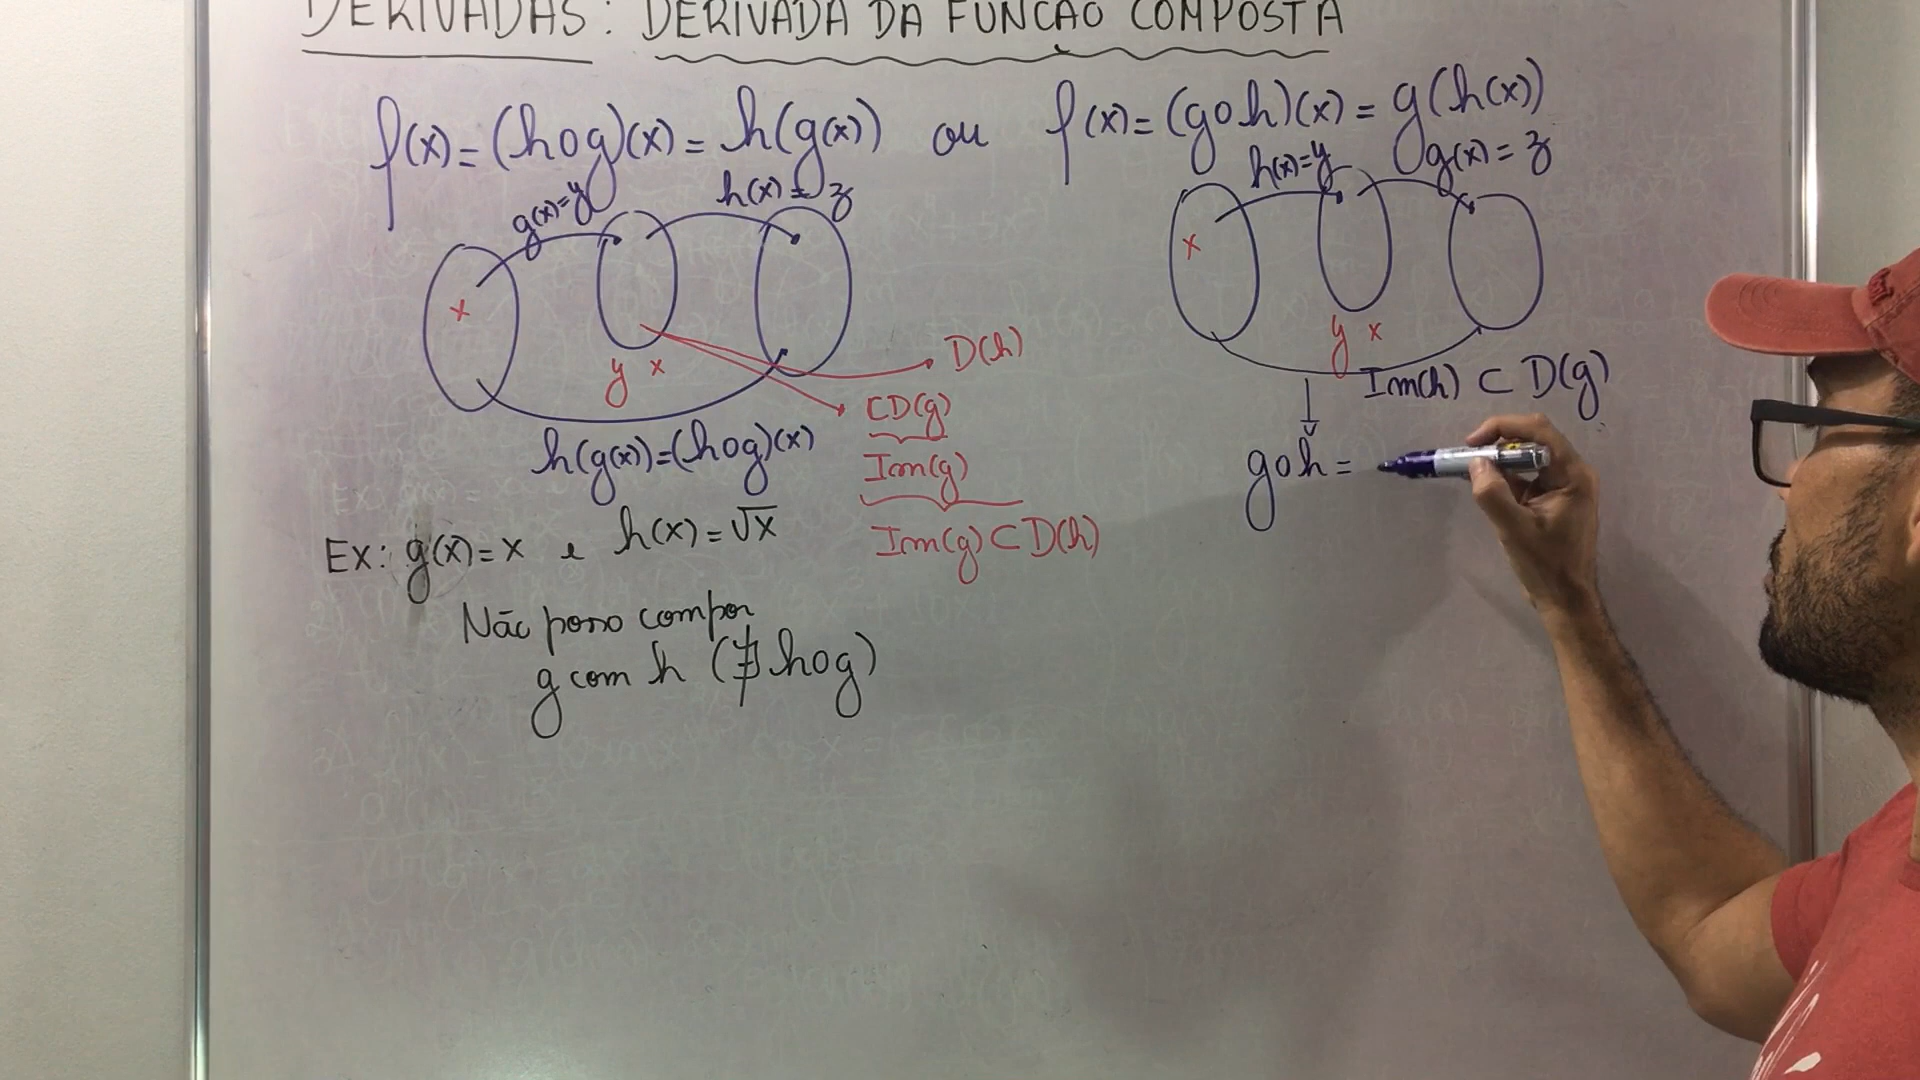 DERIVADAS: DERIVADA DA FUNÇÃO COMPOSTA
f(x) = (hog)(x) = h(g(x)) ou f(x) = (goh)(x) = g(h(x))
g(x)=y h(x) = z
h(x)=y g(x) = z
x
y x
D(h)
CD(g)
Im(g)
Im(g) ⊂ D(h)
h(g(x))=(hog)(x)
x
y x
Im(h) ⊂ D(g)
goh =
Ex: g(x) = x e h(x) = √x
Não posso compor
g com h (∄ hog)